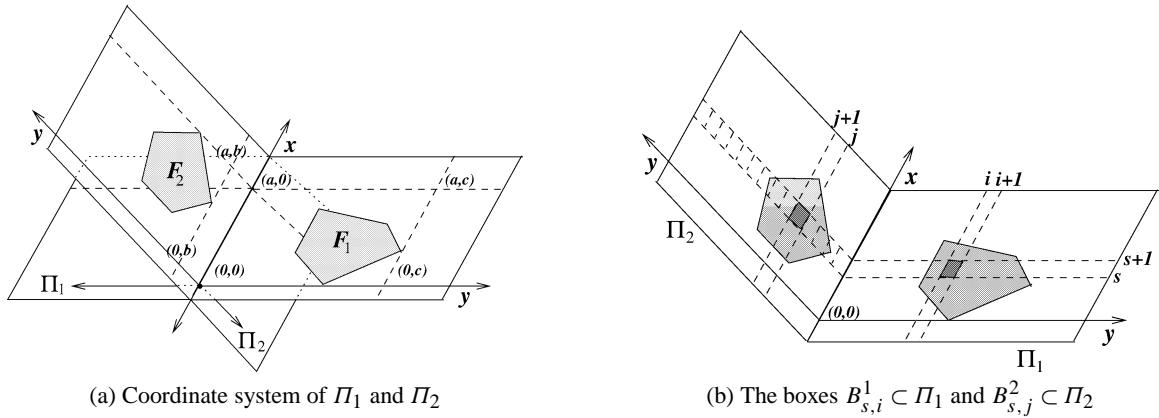 y
F₂
(a,b)
x
(a,0)
(a,c)
F₁
(0,b)
(0,0)
(0,c)
Π₁
y
Π₂
(a) Coordinate system of Π₁ and Π₂
j+1
j
y
x
i i+1
Π₂
s+1
s
(0,0)
y
Π₁
(b) The boxes B¹ₛ,ᵢ ⊂ Π₁ and B²ₛ,ⱼ ⊂ Π₂